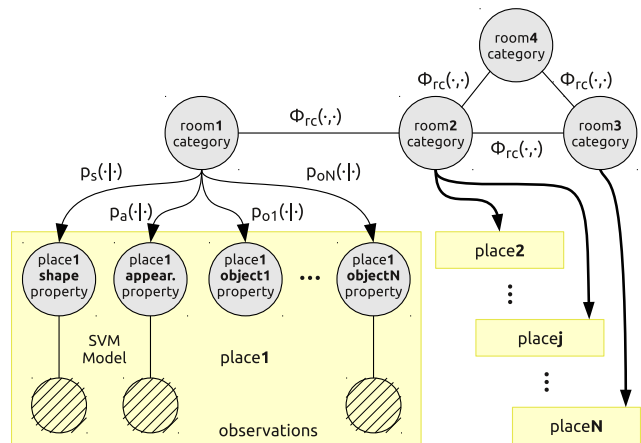 room4
category
Φrc(·,·)
Φrc(·,·)
room1
category
Φrc(·,·)
room2
category
Φrc(·,·)
room3
category
ps(·|·)
pa(·|·)
po1(·|·)
poN(·|·)
place1
shape
property
place1
appear.
property
place1
object1
property
...
place1
objectN
property
place2
...
SVM
Model
place1
placej
...
observations
placeN